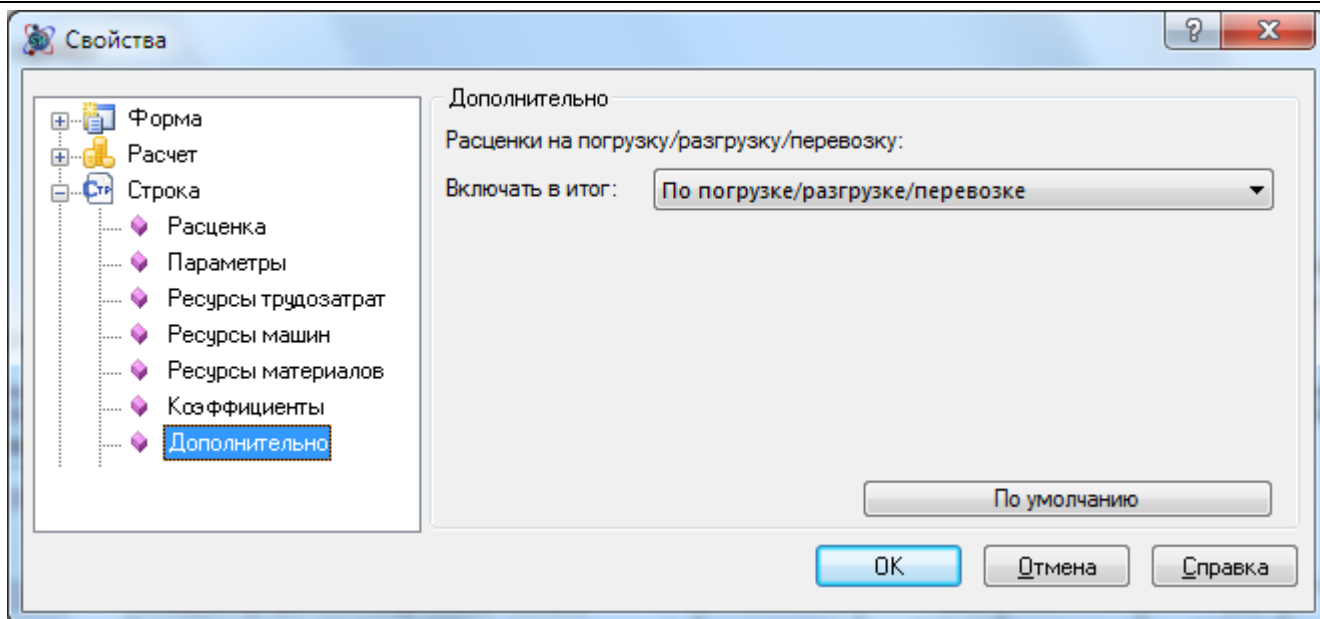 Свойства
Форма
Расчет
Стр Строка
Расценка
Параметры
Ресурсы трудозатрат
Ресурсы машин
Ресурсы материалов
Коэффициенты
Дополнительно
Дополнительно
Расценки на погрузку/разгрузку/перевозку:
Включать в итог: По погрузке/разгрузке/перевозке
По умолчанию
OK Отмена Справка